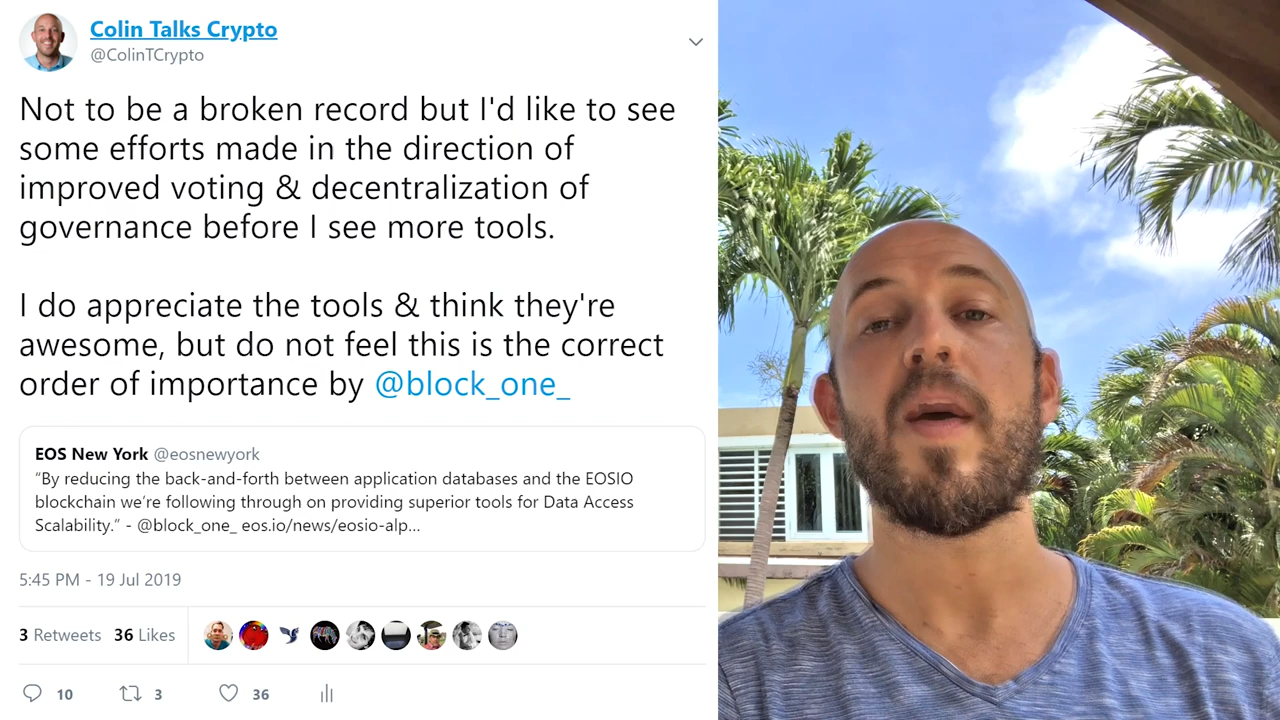 Colin Talks Crypto
@ColinTCrypto
Not to be a broken record but I'd like to see
some efforts made in the direction of
improved voting & decentralization of
governance before I see more tools.
I do appreciate the tools & think they're
awesome, but do not feel this is the correct
order of importance by @block_one_
EOS New York @eosnewyork
“By reducing the back-and-forth between application databases and the EOSIO
blockchain we’re following through on providing superior tools for Data Access
Scalability.” - @block_one_ eos.io/news/eosio-alp...
5:45 PM - 19 Jul 2019
3 Retweets 36 Likes
10 3 36